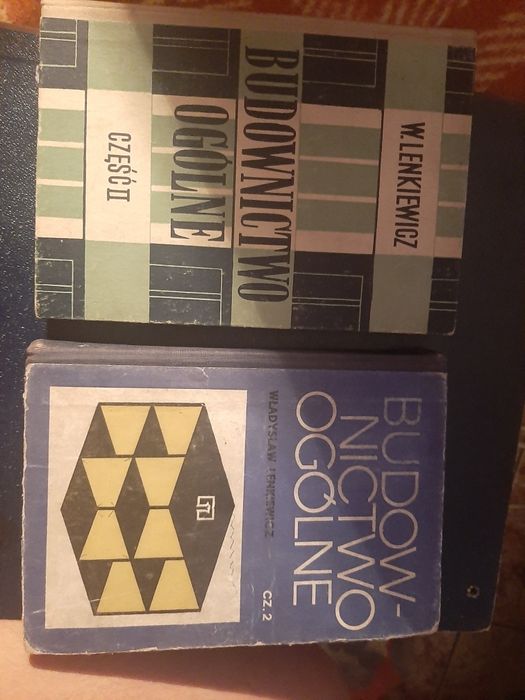 W. LENKIEWICZ
BUDOWNICTWO
OGÓLNE
CZĘŚĆ II
BUDOW-
NICTWO
OGÓLNE
WŁADYSŁAW LENKIEWICZ
CZ. 2